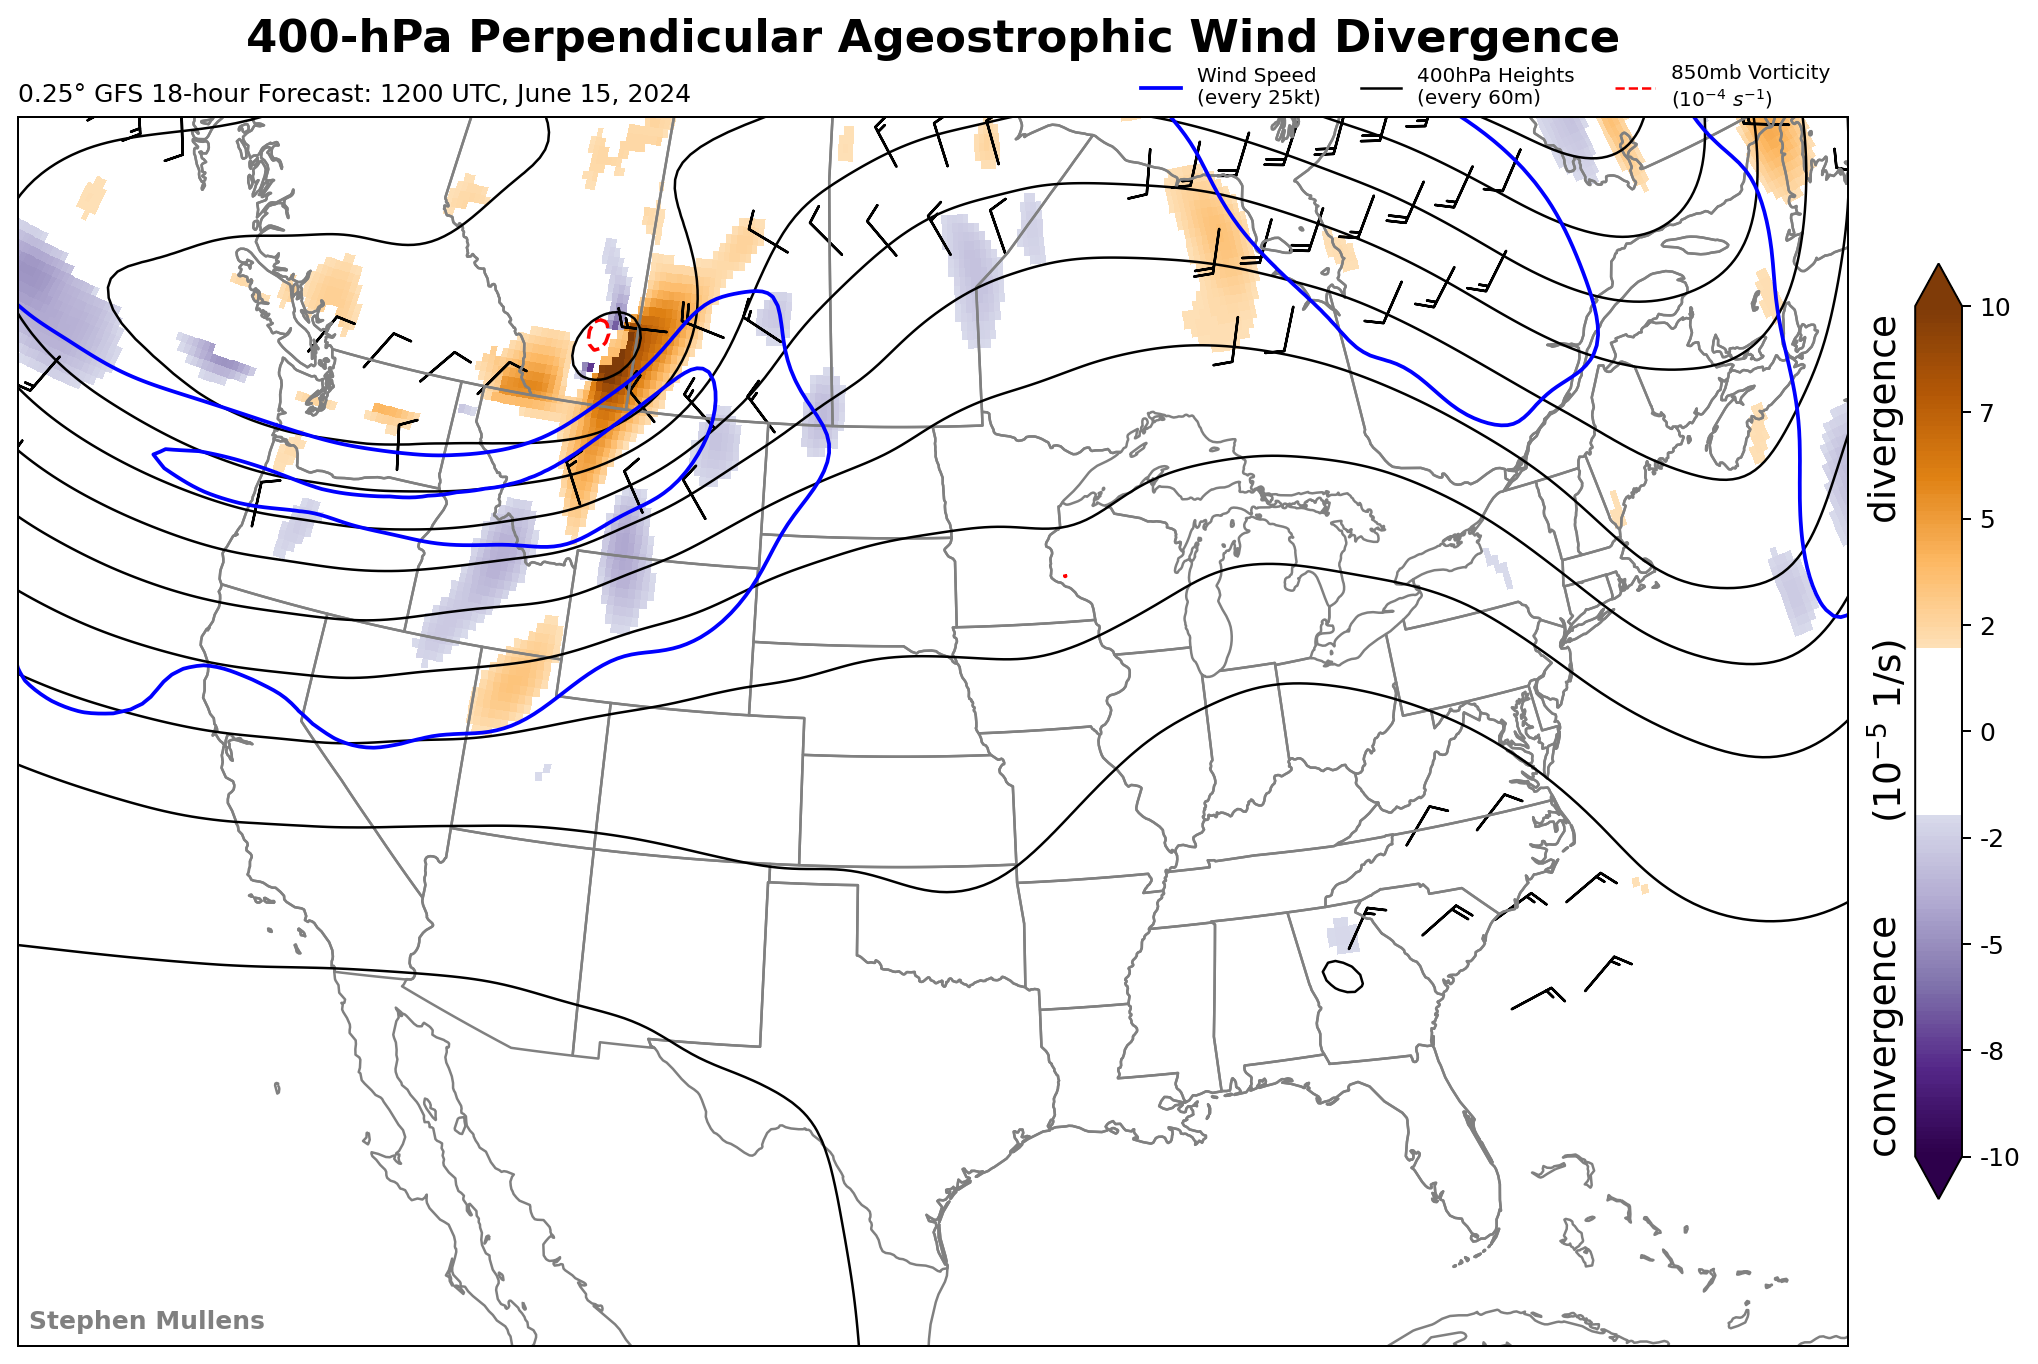 400-hPa Perpendicular Ageostrophic Wind Divergence
0.25° GFS 18-hour Forecast: 1200 UTC, June 15, 2024
Wind Speed
(every 25kt)
400hPa Heights
(every 60m)
850mb Vorticity
(10⁻⁴ s⁻¹)
10
7
5
2
0
-2
-5
-8
-10
convergence (10⁻⁵ 1/s) divergence
Stephen Mullens